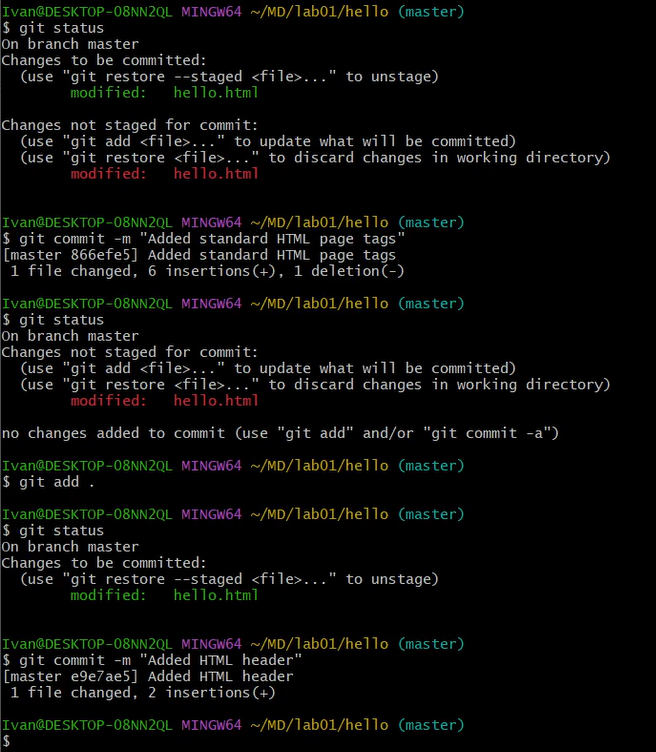 Ivan@DESKTOP-08NN2QL MINGW64 ~/MD/lab01/hello (master)
$ git status
On branch master
Changes to be committed:
  (use "git restore --staged <file>..." to unstage)
        modified:   hello.html

Changes not staged for commit:
  (use "git add <file>..." to update what will be committed)
  (use "git restore <file>..." to discard changes in working directory)
        modified:   hello.html

Ivan@DESKTOP-08NN2QL MINGW64 ~/MD/lab01/hello (master)
$ git commit -m "Added standard HTML page tags"
[master 866efe5] Added standard HTML page tags
 1 file changed, 6 insertions(+), 1 deletion(-)

Ivan@DESKTOP-08NN2QL MINGW64 ~/MD/lab01/hello (master)
$ git status
On branch master
Changes not staged for commit:
  (use "git add <file>..." to update what will be committed)
  (use "git restore <file>..." to discard changes in working directory)
        modified:   hello.html

no changes added to commit (use "git add" and/or "git commit -a")

Ivan@DESKTOP-08NN2QL MINGW64 ~/MD/lab01/hello (master)
$ git add .

Ivan@DESKTOP-08NN2QL MINGW64 ~/MD/lab01/hello (master)
$ git status
On branch master
Changes to be committed:
  (use "git restore --staged <file>..." to unstage)
        modified:   hello.html

Ivan@DESKTOP-08NN2QL MINGW64 ~/MD/lab01/hello (master)
$ git commit -m "Added HTML header"
[master e9e7ae5] Added HTML header
 1 file changed, 2 insertions(+)

Ivan@DESKTOP-08NN2QL MINGW64 ~/MD/lab01/hello (master)
$